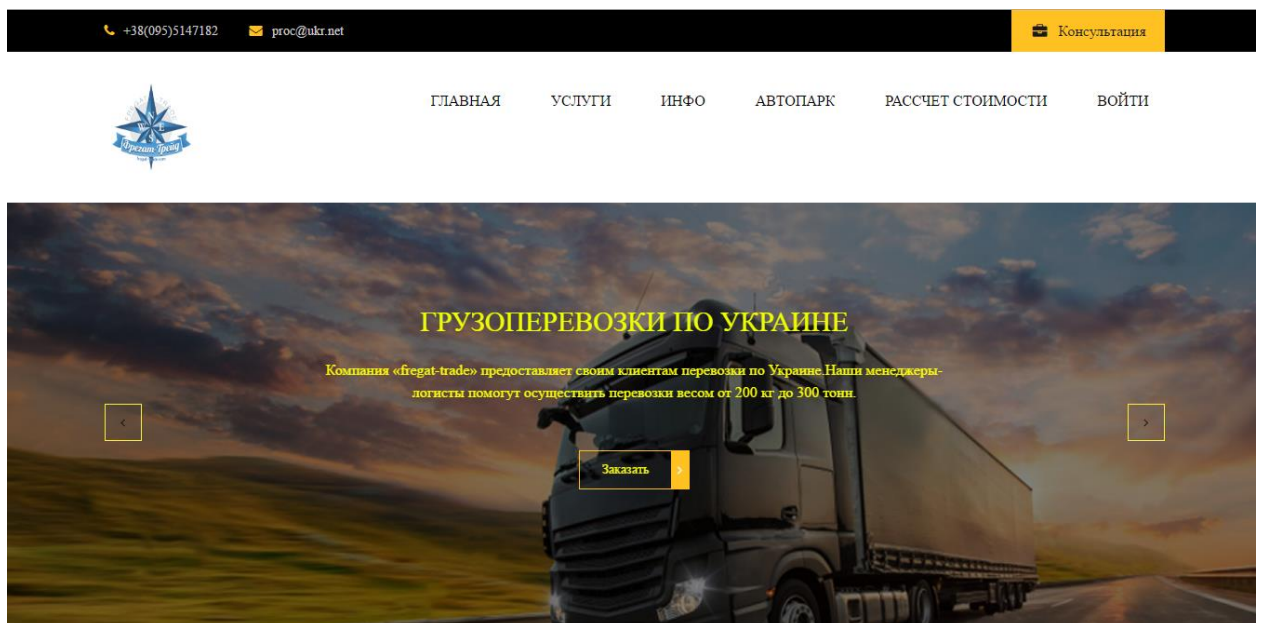 +38(095)5147182 proc@ukr.net Консультация
ГЛАВНАЯ УСЛУГИ ИНФО АВТОПАРК РАССЧЕТ СТОИМОСТИ ВОЙТИ
N
W E
S
Фрегат-Трейд
ГРУЗОПЕРЕВОЗКИ ПО УКРАИНЕ
Компания «fregat-trade» предоставляет своим клиентам перевозки по Украине.Наши менеджеры-
логисты помогут осуществить перевозки весом от 200 кг до 300 тонн.
Заказать